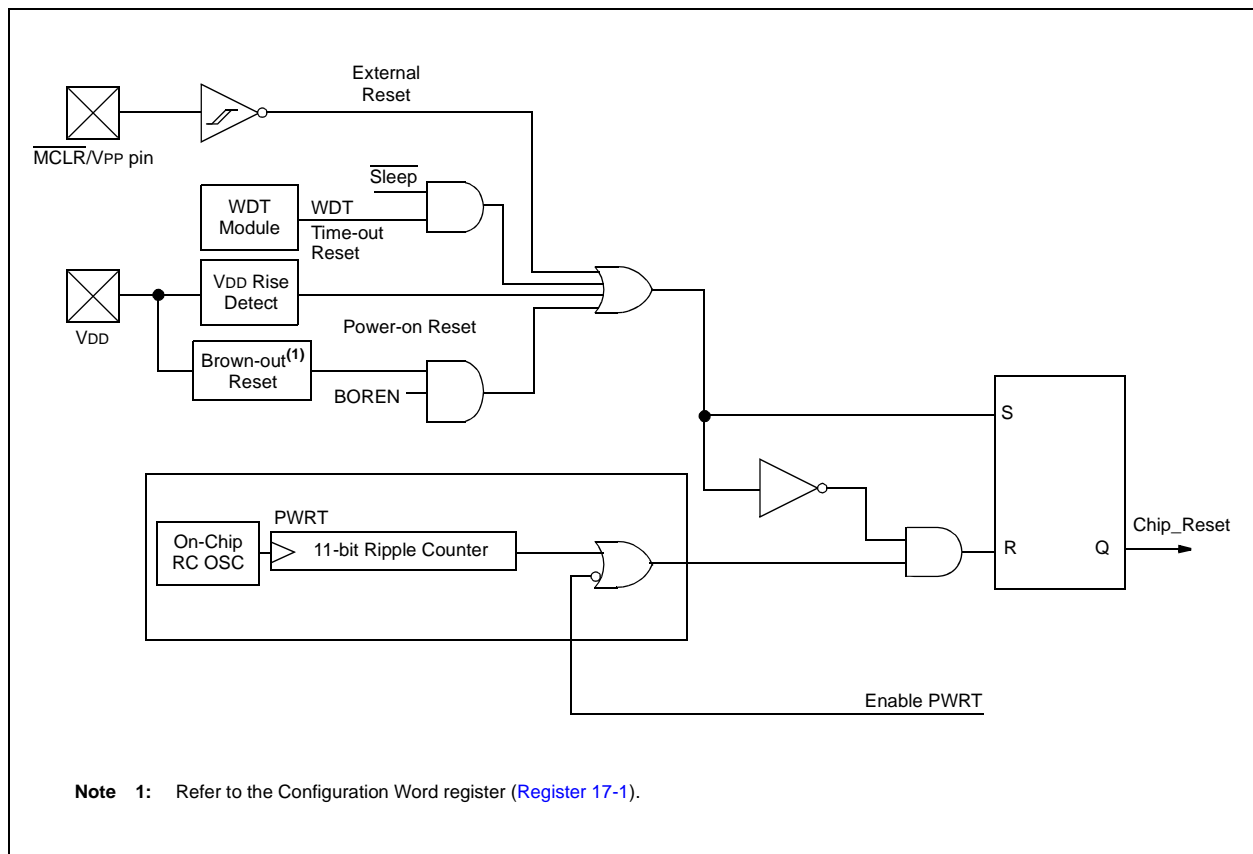 External
Reset
MCLR/VPP pin
Sleep
WDT
Module
WDT
Time-out
Reset
VDD Rise
Detect
VDD
Power-on Reset
Brown-out(1)
Reset
BOREN
S
PWRT
On-Chip
RC OSC
11-bit Ripple Counter
R
Q
Chip_Reset
Enable PWRT
Note 1: Refer to the Configuration Word register (Register 17-1).